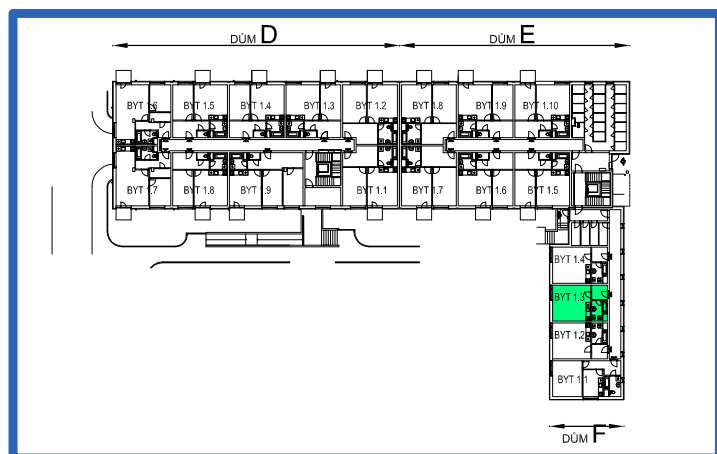 DŮM D
DŮM E
BYT 1.6
BYT 1.5
BYT 1.4
BYT 1.3
BYT 1.2
BYT 1.8
BYT 1.9
BYT 1.10
BYT 1.7
BYT 1.8
BYT 1.9
BYT 1.1
BYT 1.7
BYT 1.6
BYT 1.5
BYT 1.4
BYT 1.3
BYT 1.2
BYT 1.1
DŮM F